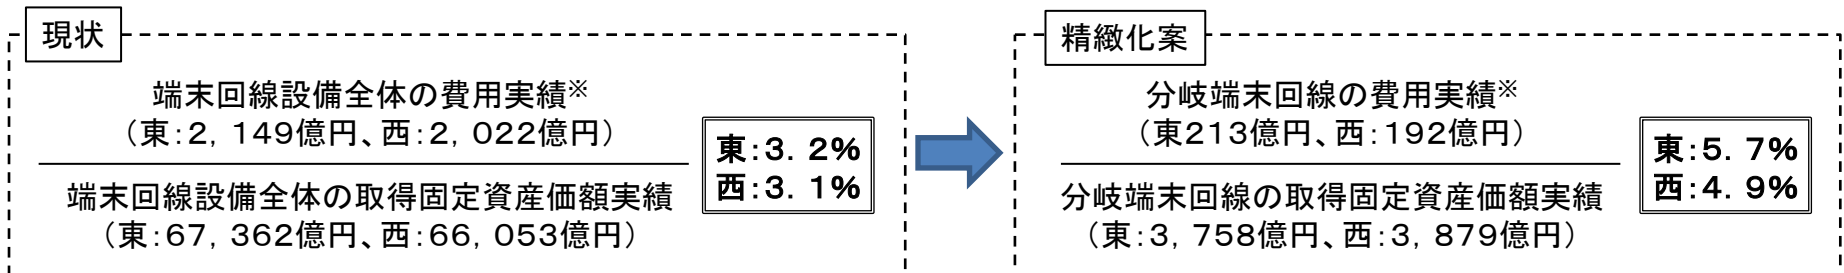 現状
端末回線設備全体の費用実績※
（東：２，１４９億円、西：２，０２２億円）
端末回線設備全体の取得固定資産価額実績
（東：６７，３６２億円、西：６６，０５３億円）
東：３．２％
西：３．１％
精緻化案
分岐端末回線の費用実績※
（東２１３億円、西：１９２億円）
分岐端末回線の取得固定資産価額実績
（東：３，７５８億円、西：３，８７９億円）
東：５．７％
西：４．９％